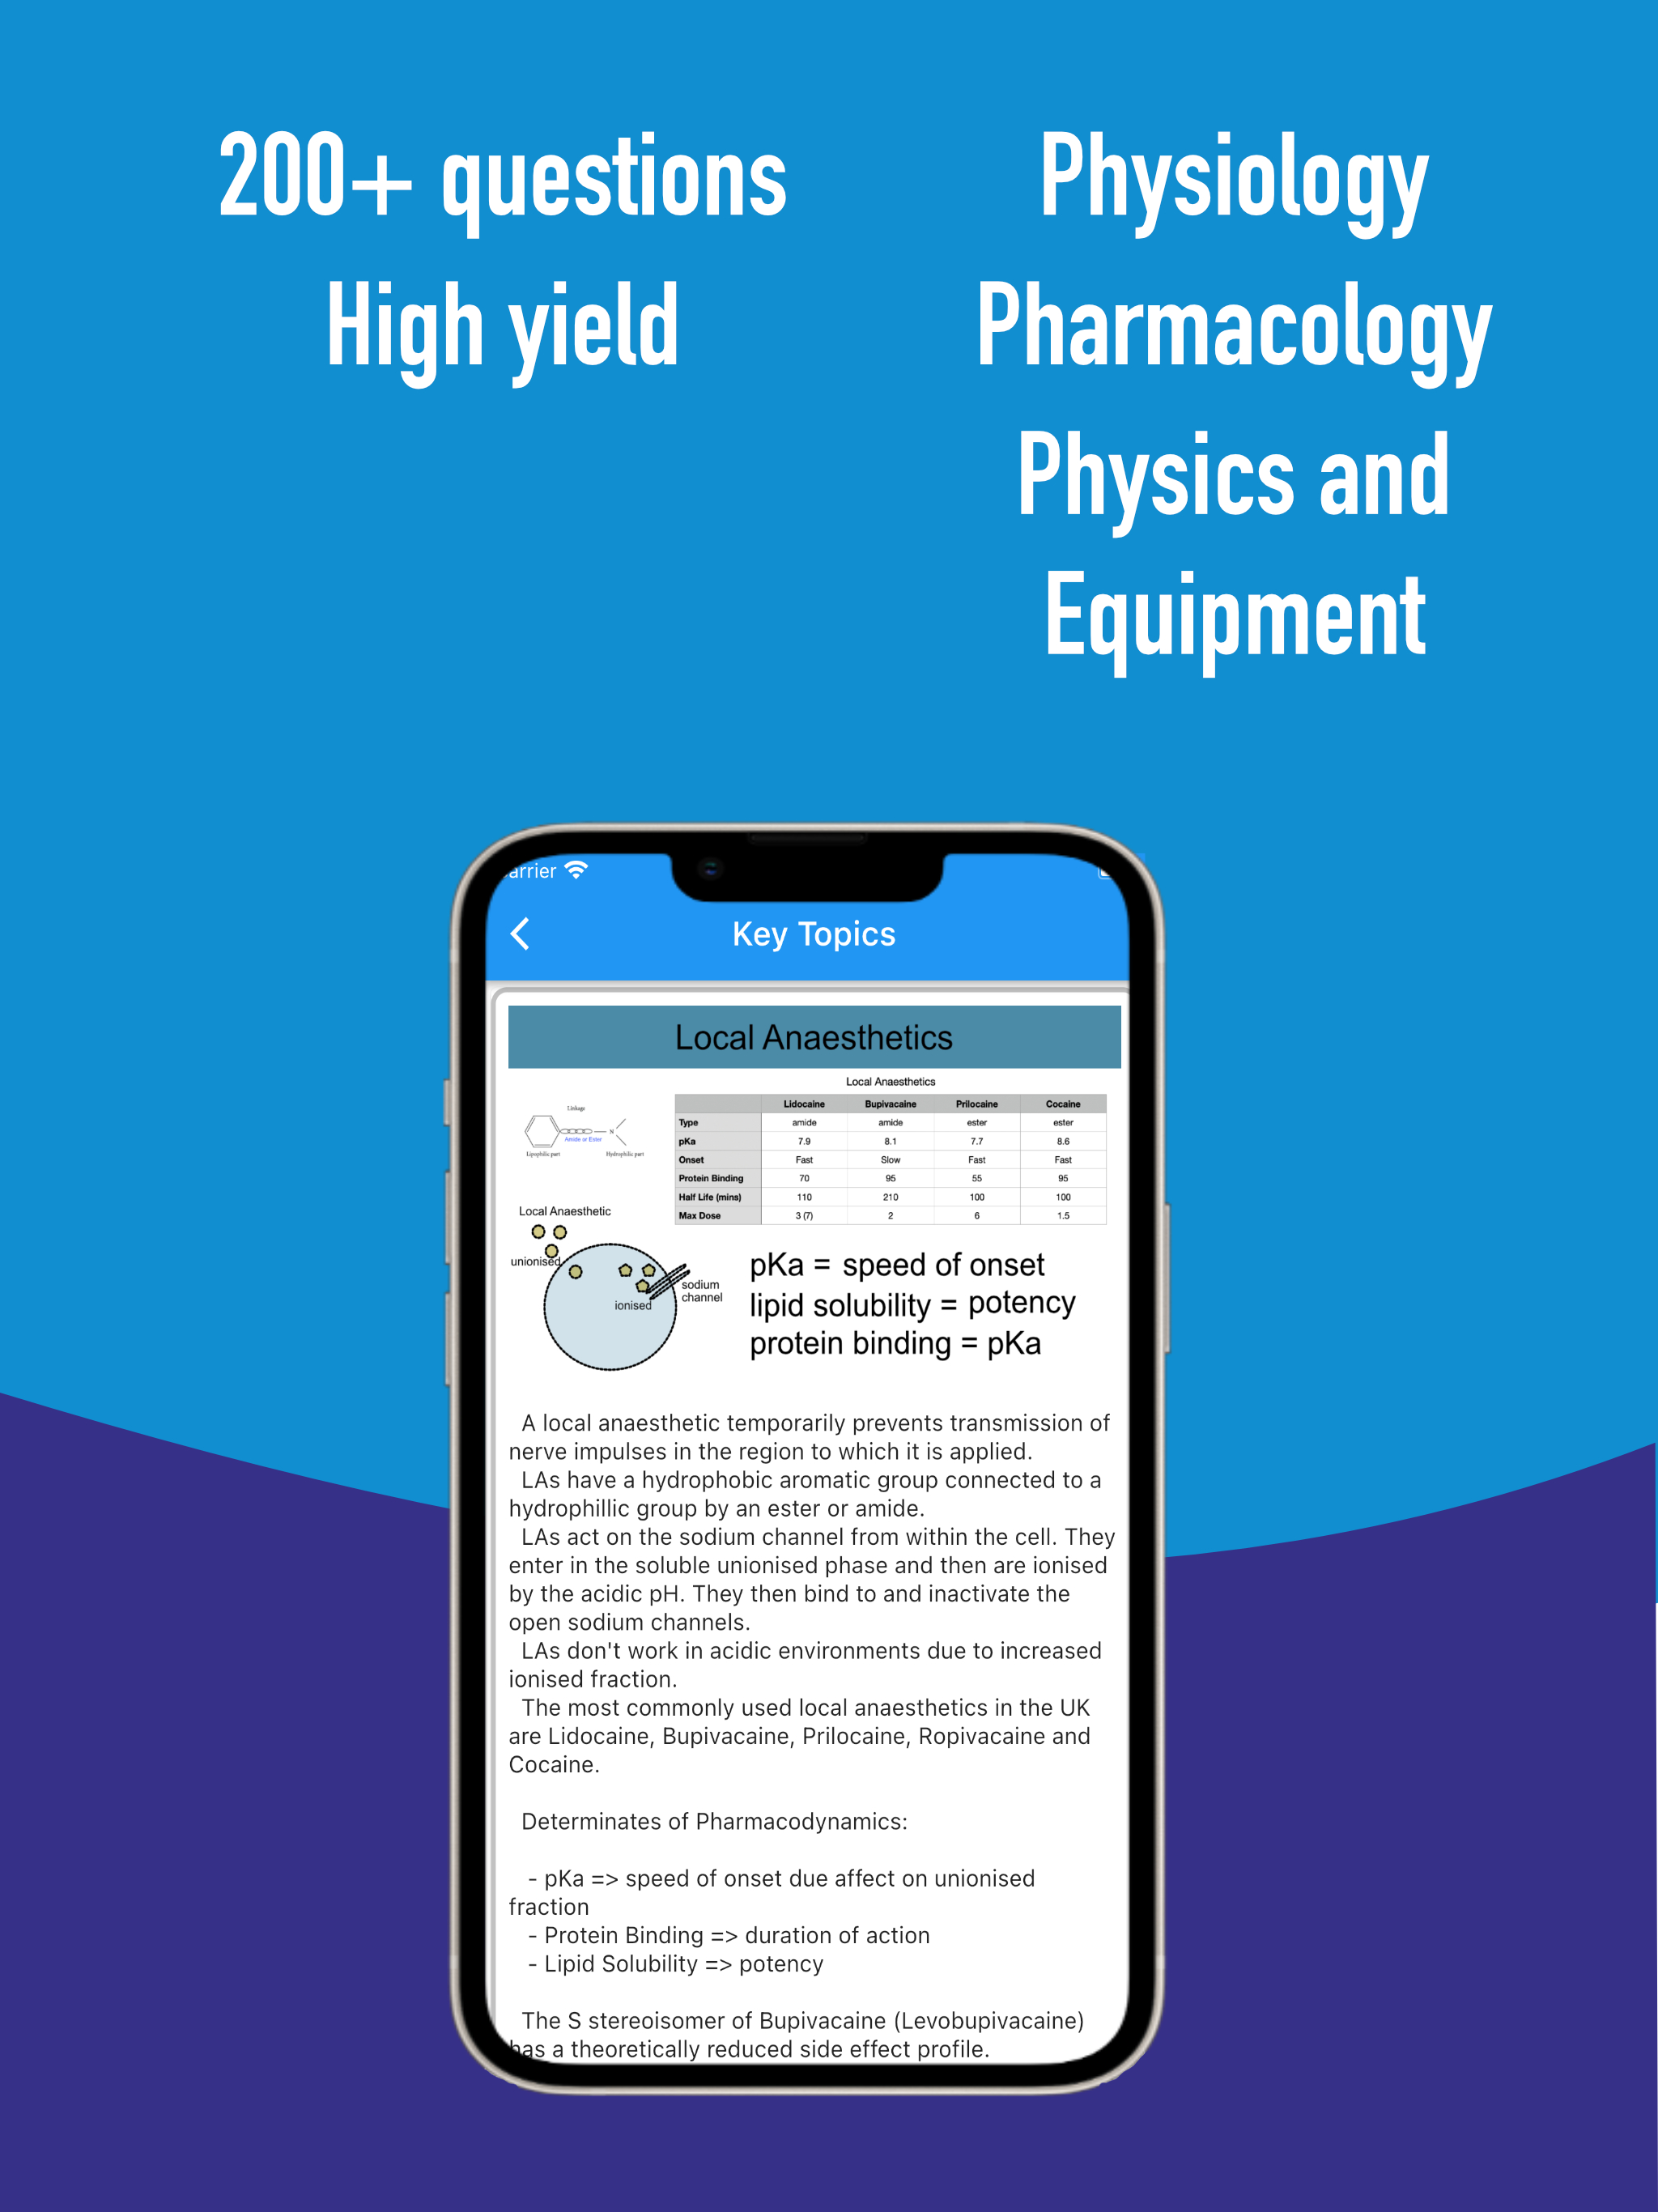 200+ questions
High yield
Physiology
Pharmacology
Physics and
Equipment
arrier
Key Topics
Local Anaesthetics
Local Anaesthetics
Lidocaine Bupivacaine Prilocaine Cocaine
Type amide amide ester ester
pKa 7.9 8.1 7.7 8.6
Onset Fast Slow Fast Fast
Protein Binding 70 95 55 95
Half Life (mins) 110 210 100 100
Max Dose 3 (7) 2 6 1.5
Linkage
N
Amide or Ester
Lipophilic part Hydrophilic part
Local Anaesthetic
unionised
ionised
sodium
channel
pKa = speed of onset
lipid solubility = potency
protein binding = pKa
A local anaesthetic temporarily prevents transmission of
nerve impulses in the region to which it is applied.
LAs have a hydrophobic aromatic group connected to a
hydrophillic group by an ester or amide.
LAs act on the sodium channel from within the cell. They
enter in the soluble unionised phase and then are ionised
by the acidic pH. They then bind to and inactivate the
open sodium channels.
LAs don't work in acidic environments due to increased
ionised fraction.
The most commonly used local anaesthetics in the UK
are Lidocaine, Bupivacaine, Prilocaine, Ropivacaine and
Cocaine.
Determinates of Pharmacodynamics:
- pKa => speed of onset due affect on unionised
fraction
- Protein Binding => duration of action
- Lipid Solubility => potency
The S stereoisomer of Bupivacaine (Levobupivacaine)
has a theoretically reduced side effect profile.